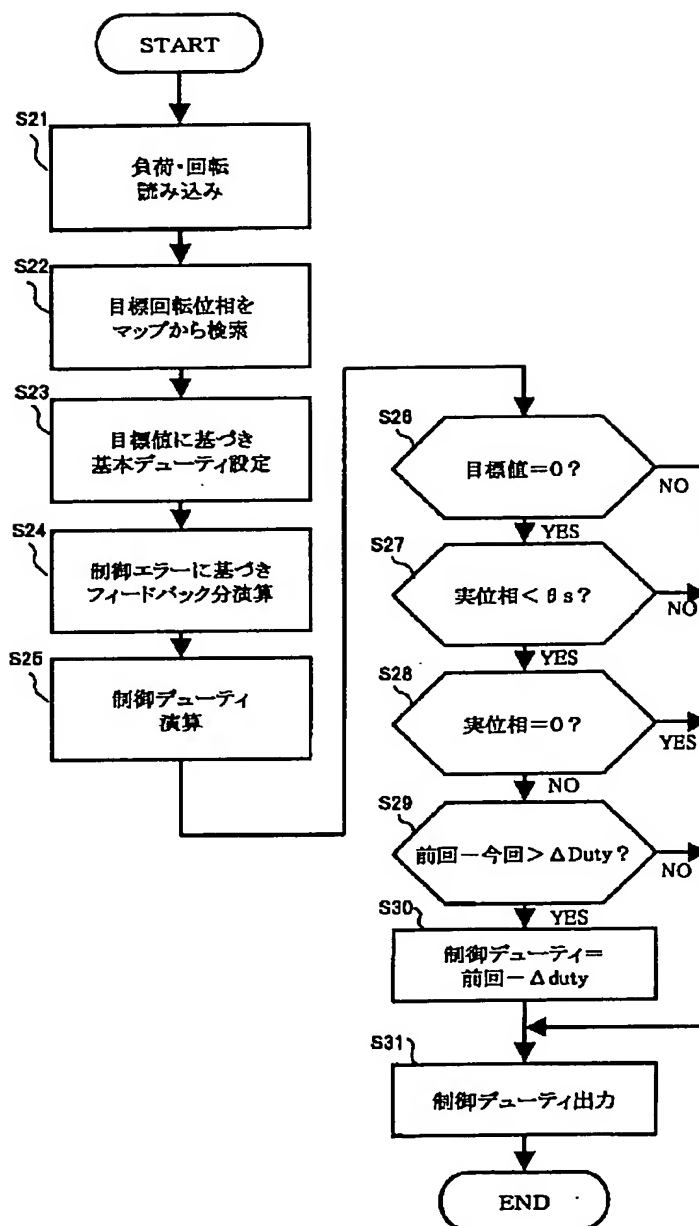 START
S21
負荷・回転
読み込み
S22
目標回転位相を
マップから検索
S23
目標値に基づき
基本デューティ設定
S24
制御エラーに基づき
フィードバック分演算
S25
制御デューティ
演算
S26
目標値=0?
NO
YES
S27
実位相<θs?
NO
YES
S28
実位相=0?
YES
NO
S29
前回-今回>ΔDuty?
NO
YES
S30
制御デューティ=
前回-Δduty
S31
制御デューティ出力
END